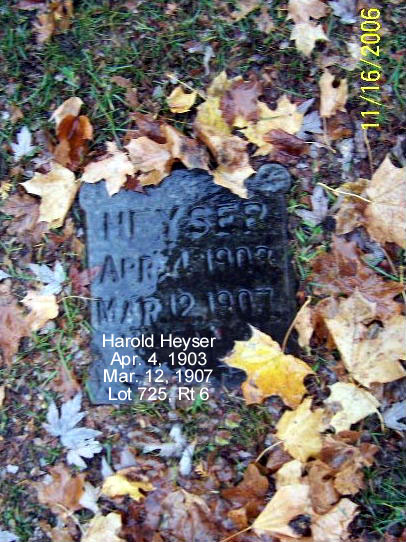 11/16/2006
HEYSER
APR. 4, 1903
MAR. 12, 1907
Harold Heyser
Apr. 4, 1903
Mar. 12, 1907
Lot 725, Rt 6